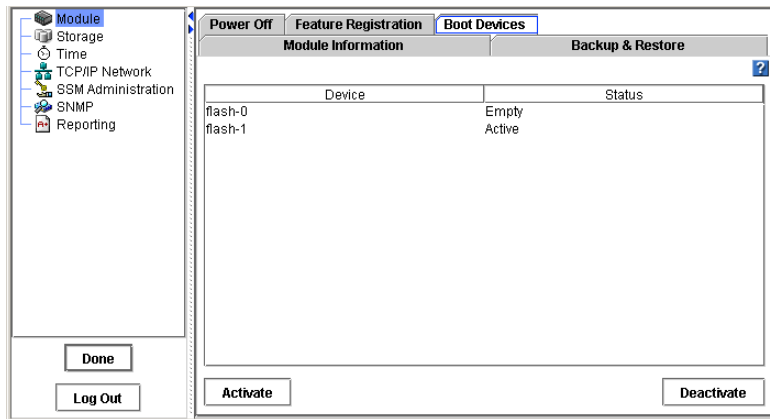 Module
Storage
Time
TCP/IP Network
SSM Administration
SNMP
Reporting
Done
Log Out
Power Off Feature Registration Boot Devices
Module Information Backup & Restore
?
Device Status
flash-0 Empty
flash-1 Active
Activate Deactivate